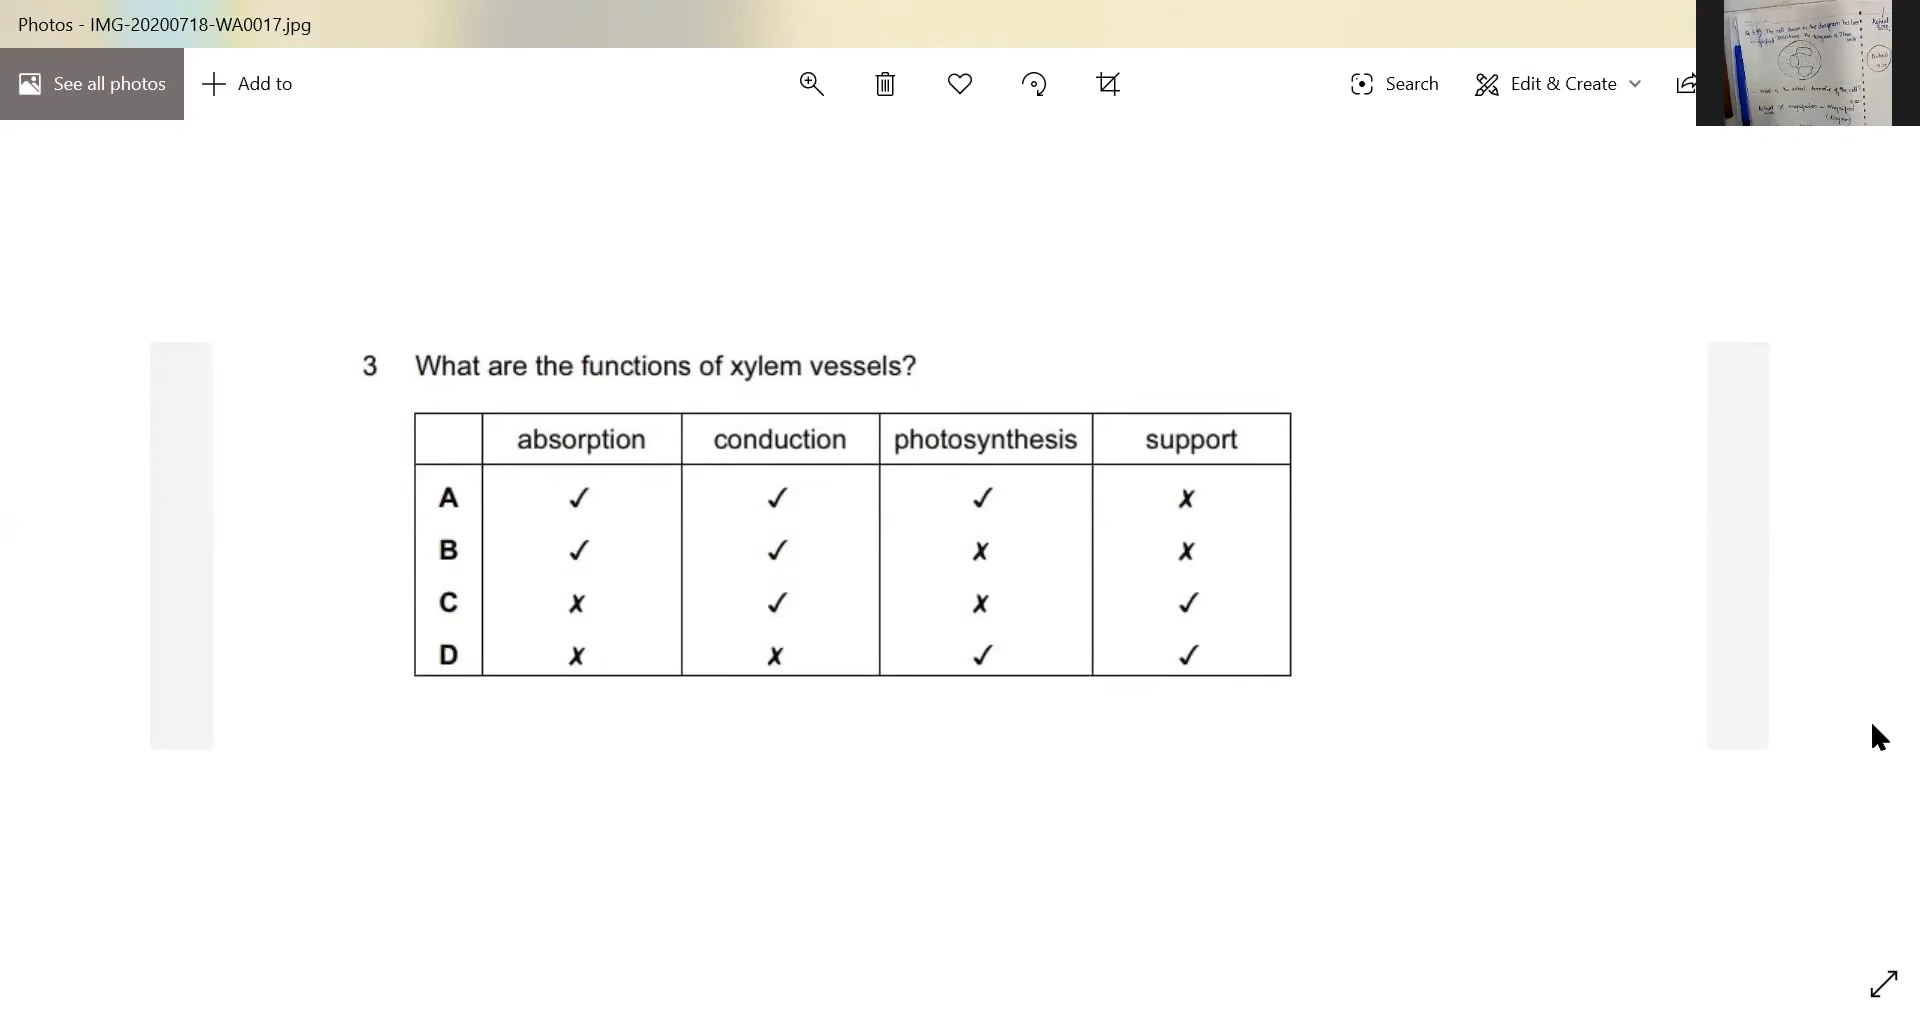 Photos - IMG-20200718-WA0017.jpg
See all photos
Add to
Search
Edit & Create
3 What are the functions of xylem vessels?
absorption conduction photosynthesis support
A ✓ ✓ ✓ ✗
B ✓ ✓ ✗ ✗
C ✗ ✓ ✗ ✓
D ✗ ✗ ✓ ✓